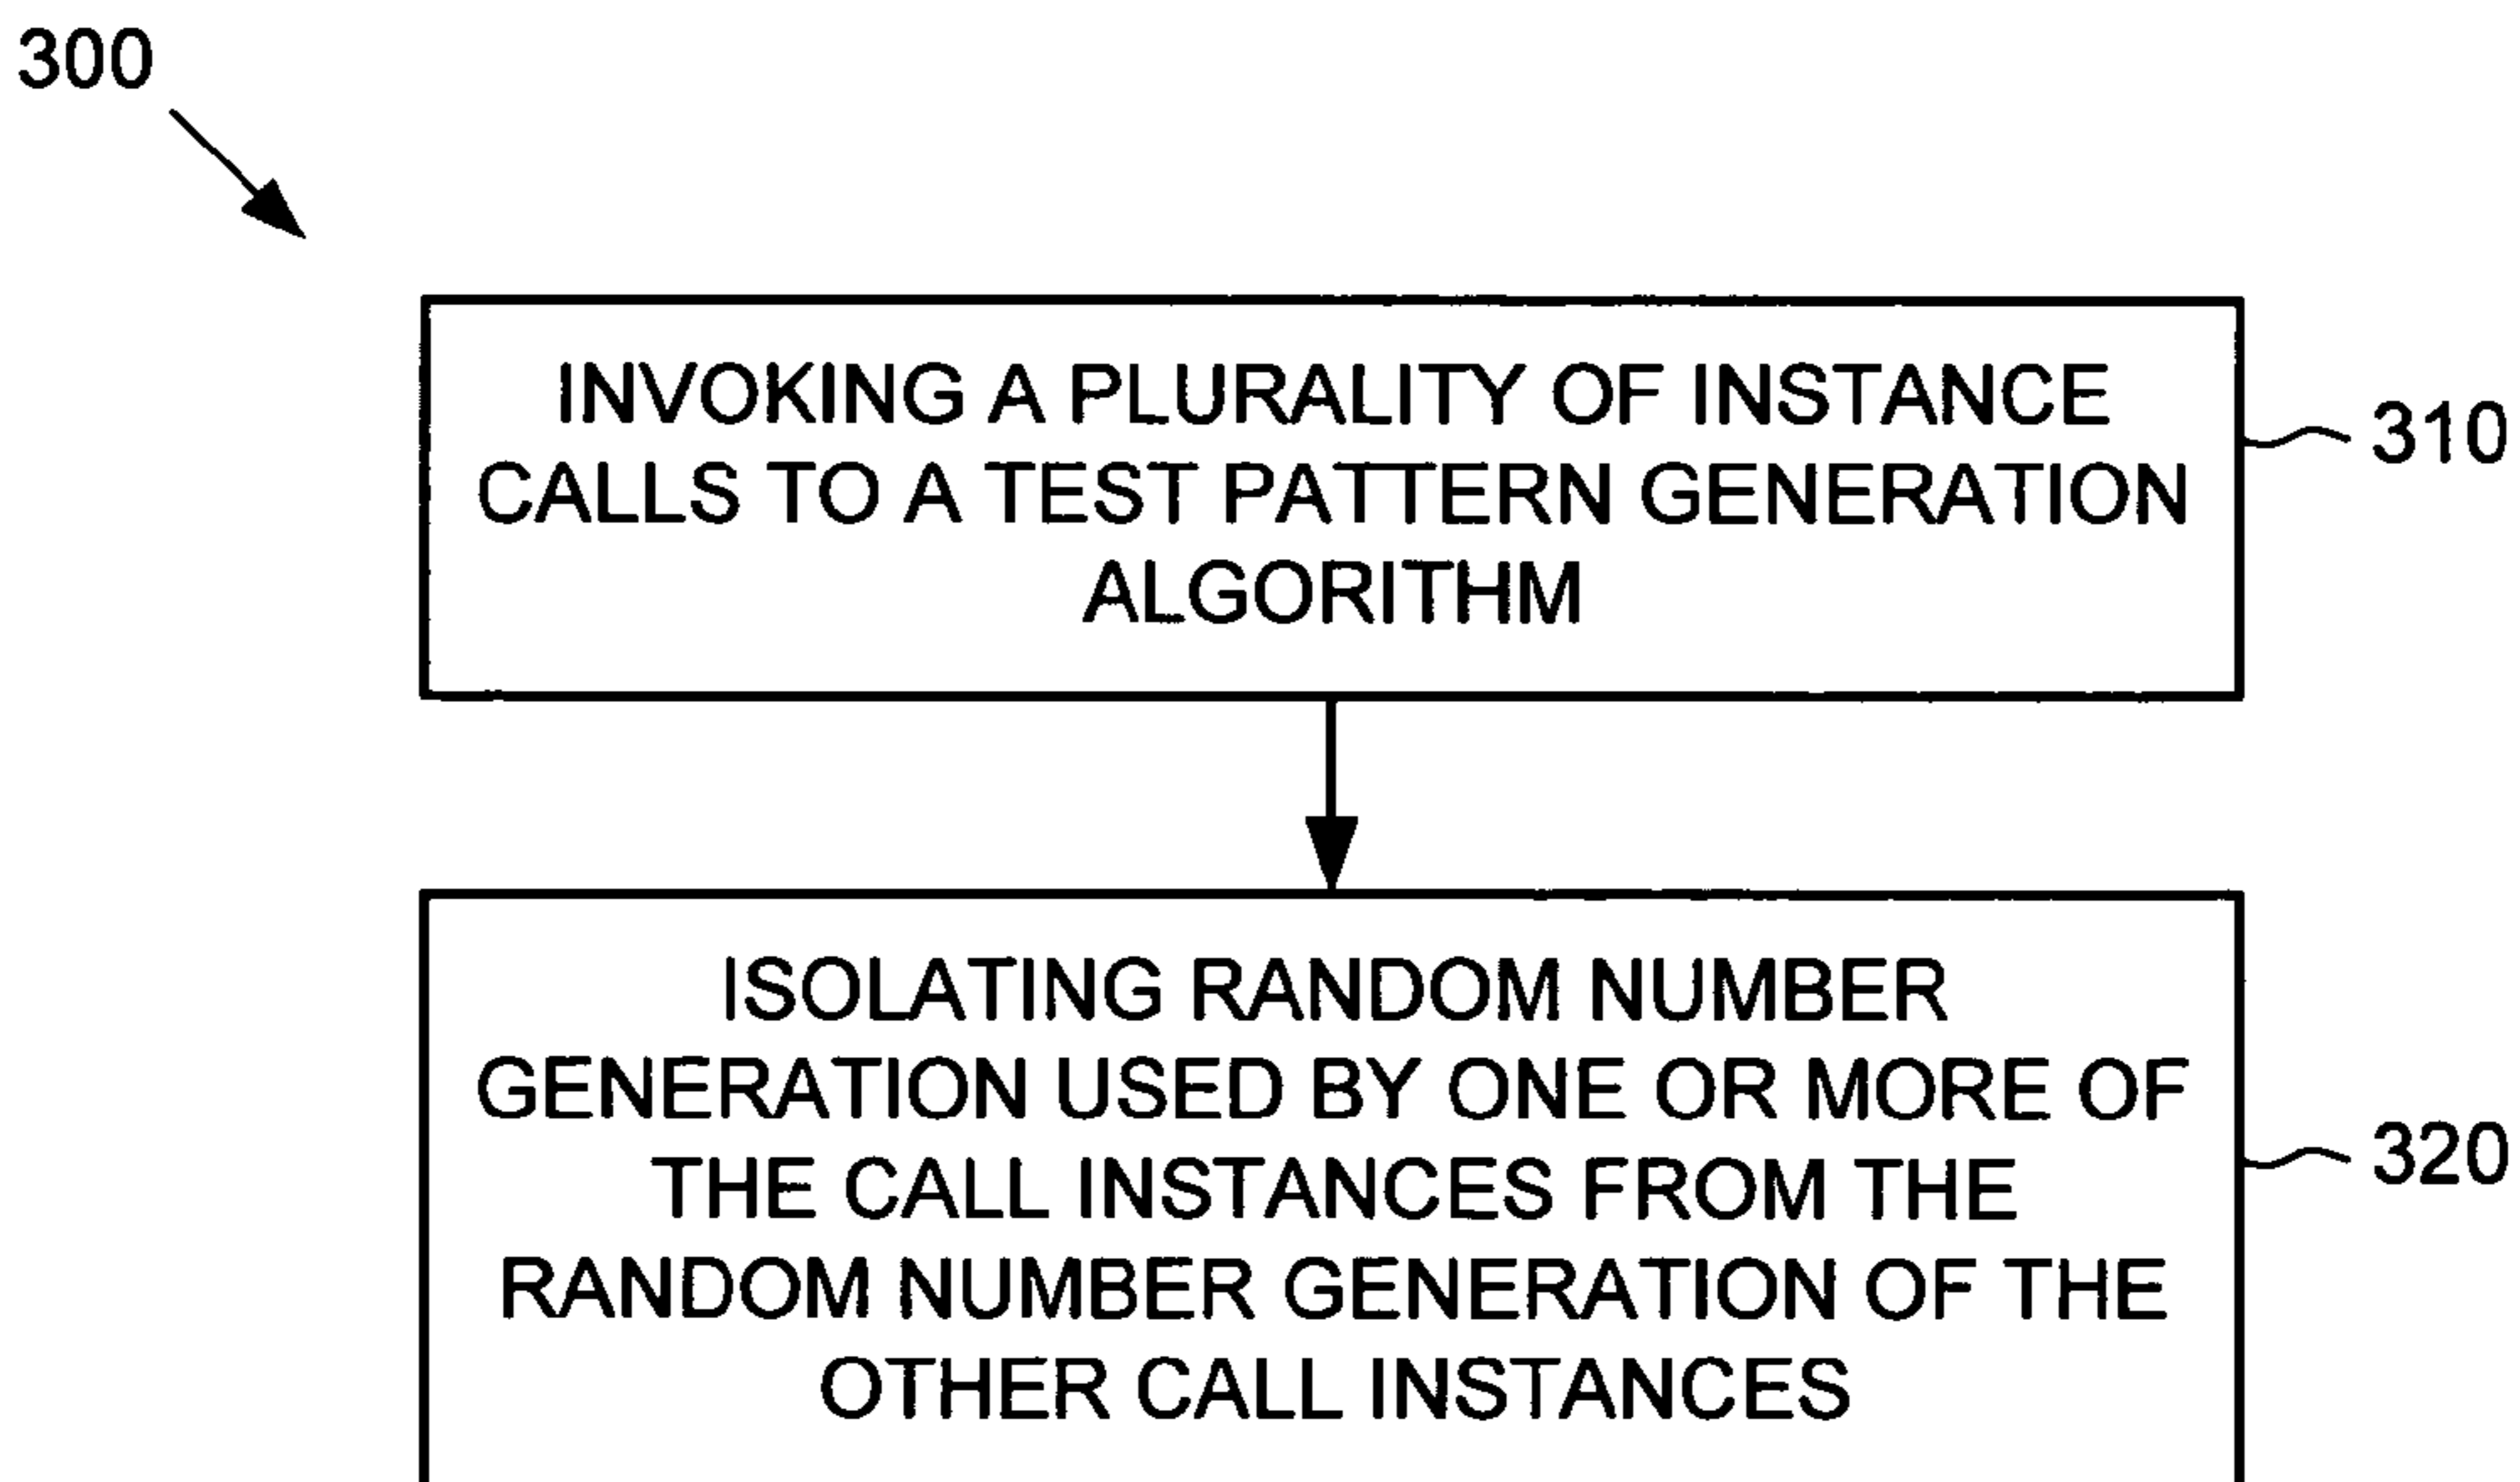 300
INVOKING A PLURALITY OF INSTANCE
CALLS TO A TEST PATTERN GENERATION
ALGORITHM
310
ISOLATING RANDOM NUMBER
GENERATION USED BY ONE OR MORE OF
THE CALL INSTANCES FROM THE
RANDOM NUMBER GENERATION OF THE
OTHER CALL INSTANCES
320